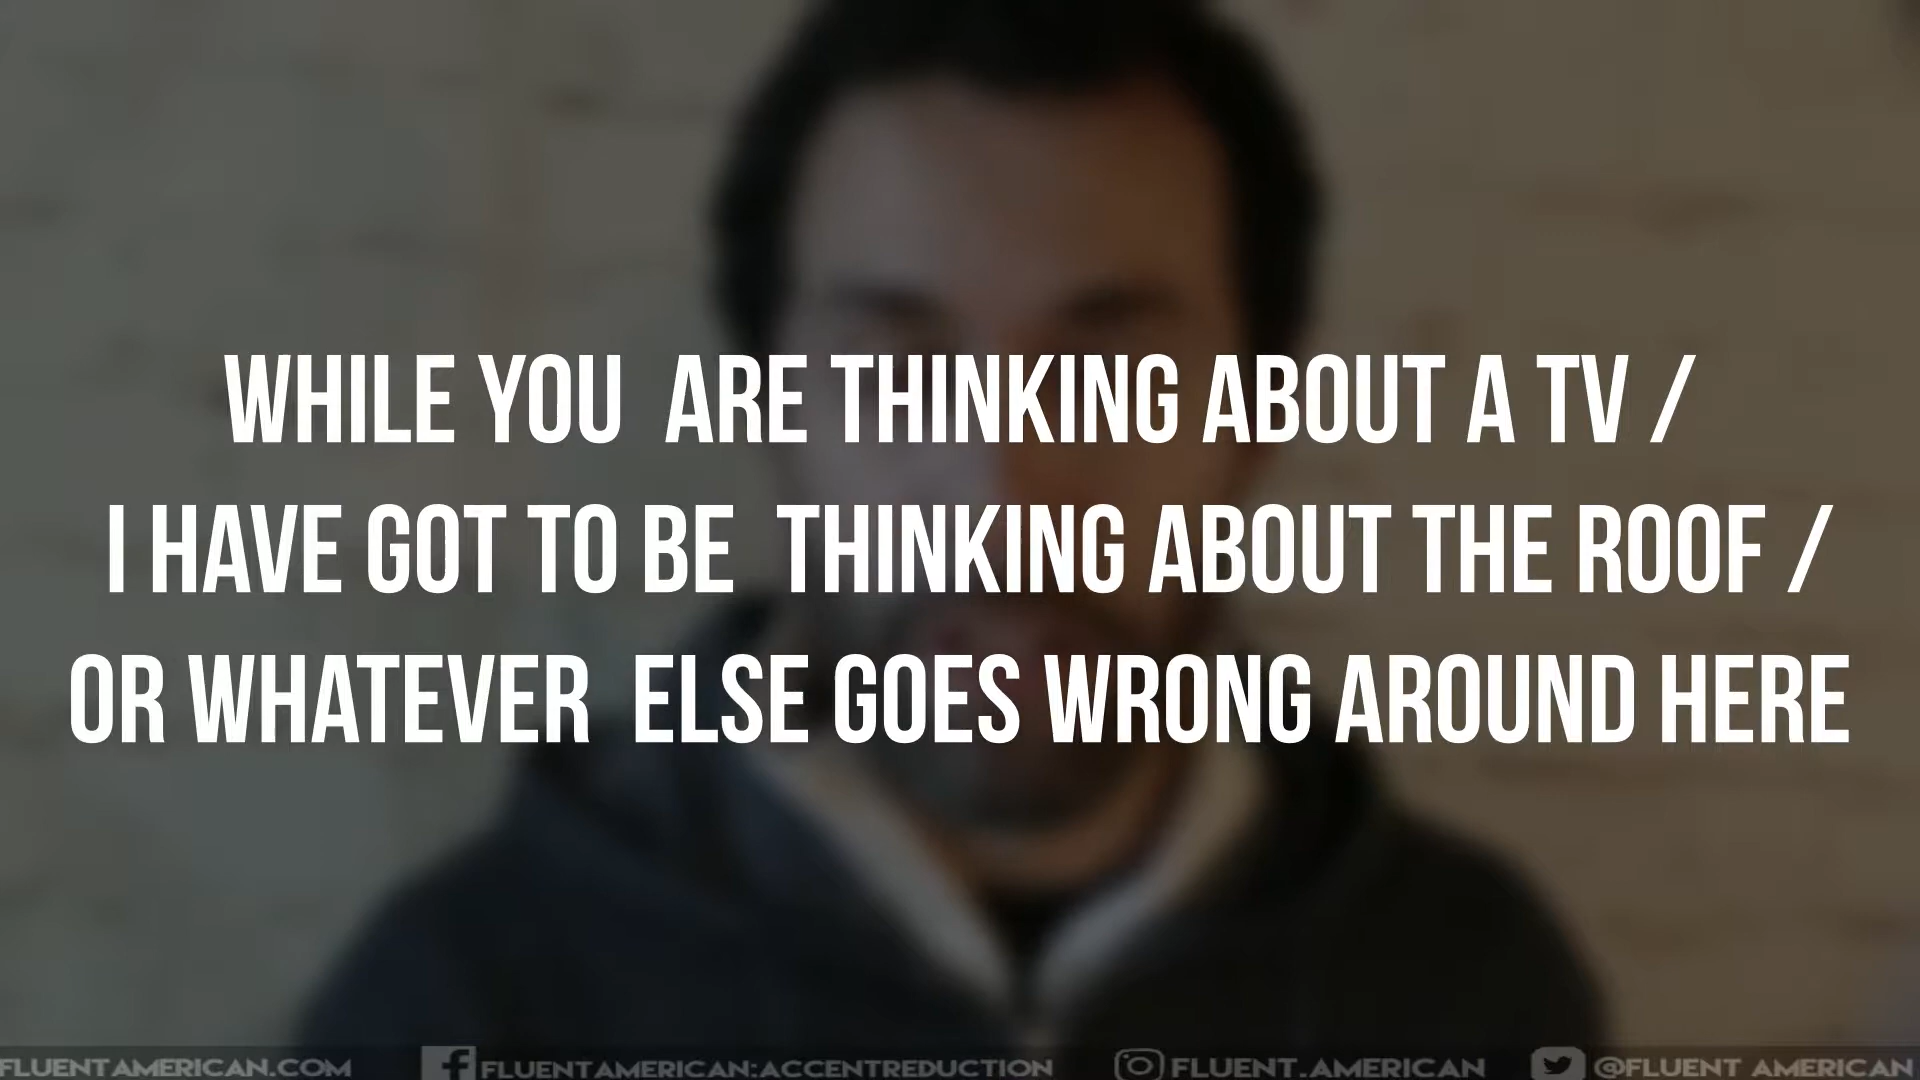 WHILE YOU ARE THINKING ABOUT A TV /
I HAVE GOT TO BE THINKING ABOUT THE ROOF /
OR WHATEVER ELSE GOES WRONG AROUND HERE
FLUENTAMERICAN.COM FLUENTAMERICAN:ACCENTREDUCTION FLUENT.AMERICAN @FLUENT AMERICAN